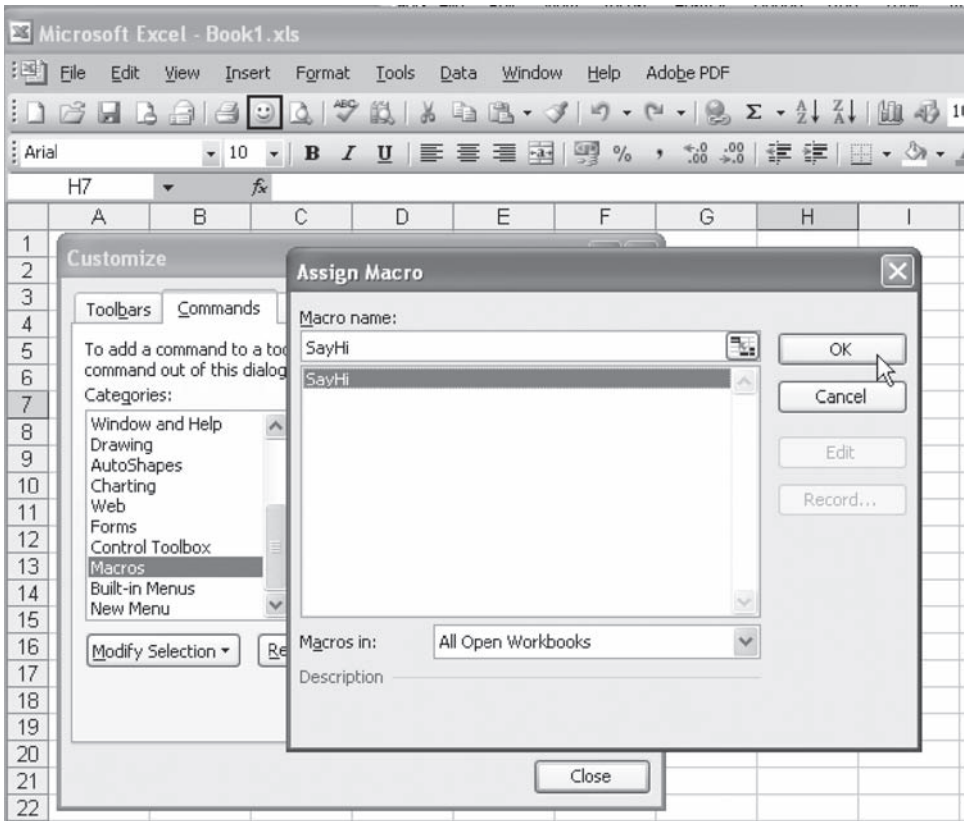 Microsoft Excel - Book1.xls
File Edit View Insert Format Tools Data Window Help Adobe PDF
ABC Σ A Z Z A
Arial 10 B I U a % , .00 .00
H7 fx
A B C D E F G H I
1
2 Customize
Assign Macro
3
Toolbars Commands
Macro name:
4
5 To add a command to a
SayHi OK
6 command out of this dialog
SayHi
7 Categories:
Cancel
8 Window and Help
9 Drawing
Edit
AutoShapes
10 Charting
11 Web
Record...
Forms
12 Control Toolbox
13 Macros
14 Built-in Menus
New Menu
15
16 Modify Selection
Macros in: All Open Workbooks
17 Description
18
19
20
21 Close
22